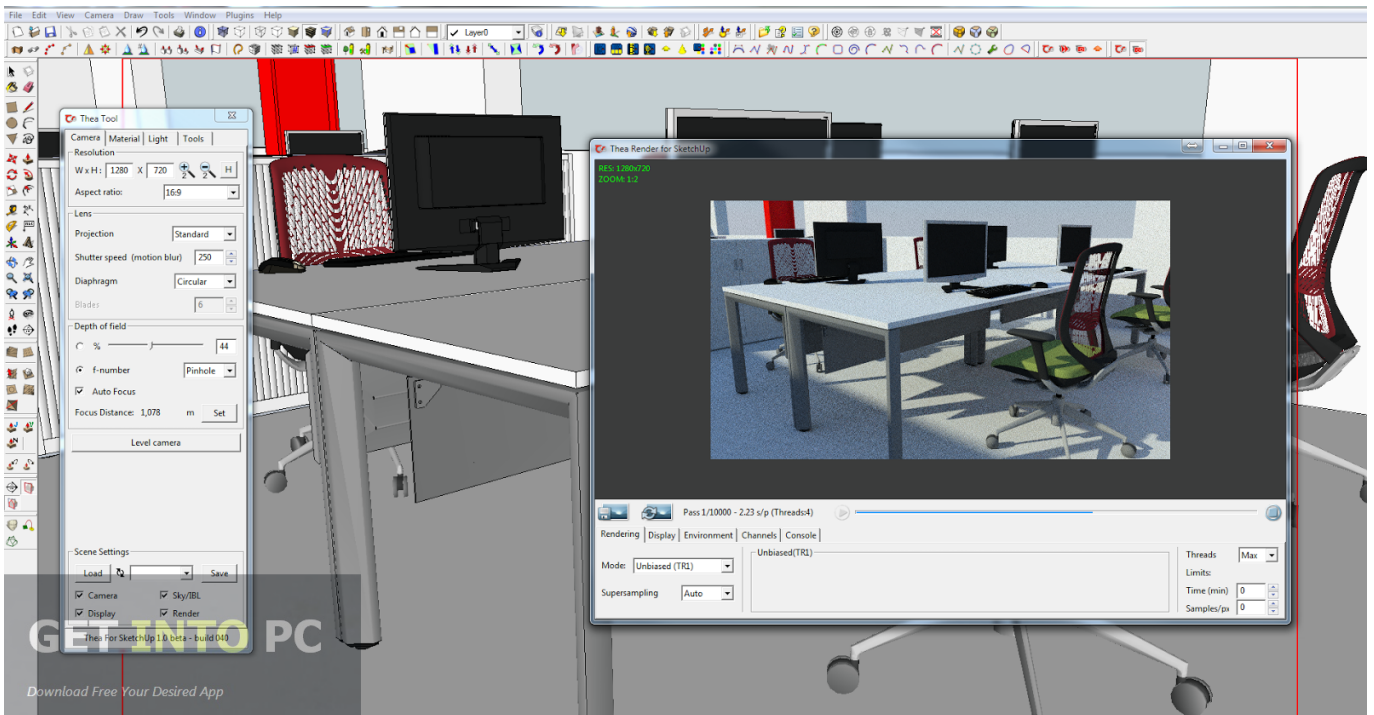 File Edit View Camera Draw Tools Window Plugins Help
Layer0
Thea Tool
Camera Material Light Tools
Resolution
W x H : 1280 X 720 H
Aspect ratio: 16:9
Lens
Projection Standard
Shutter speed (motion blur) 250
Diaphragm Circular
Blades 6
Depth of field
% 44
f-number Pinhole
Auto Focus
Focus Distance: 1,078 m Set
Level camera
Scene Settings
Load Save
Camera Sky/IBL
Display Render
Thea For SketchUp 1.0 beta - build 040
GET INTO PC
Download Free Your Desired App
Thea Render for SketchUp
RES: 1280x720
ZOOM: 1:2
Pass 1/10000 - 2.23 s/p (Threads:4)
Rendering Display Environment Channels Console
Mode: Unbiased (TR1)
Supersampling Auto
Unbiased(TR1)
Threads Max
Limits:
Time (min) 0
Samples/px 0